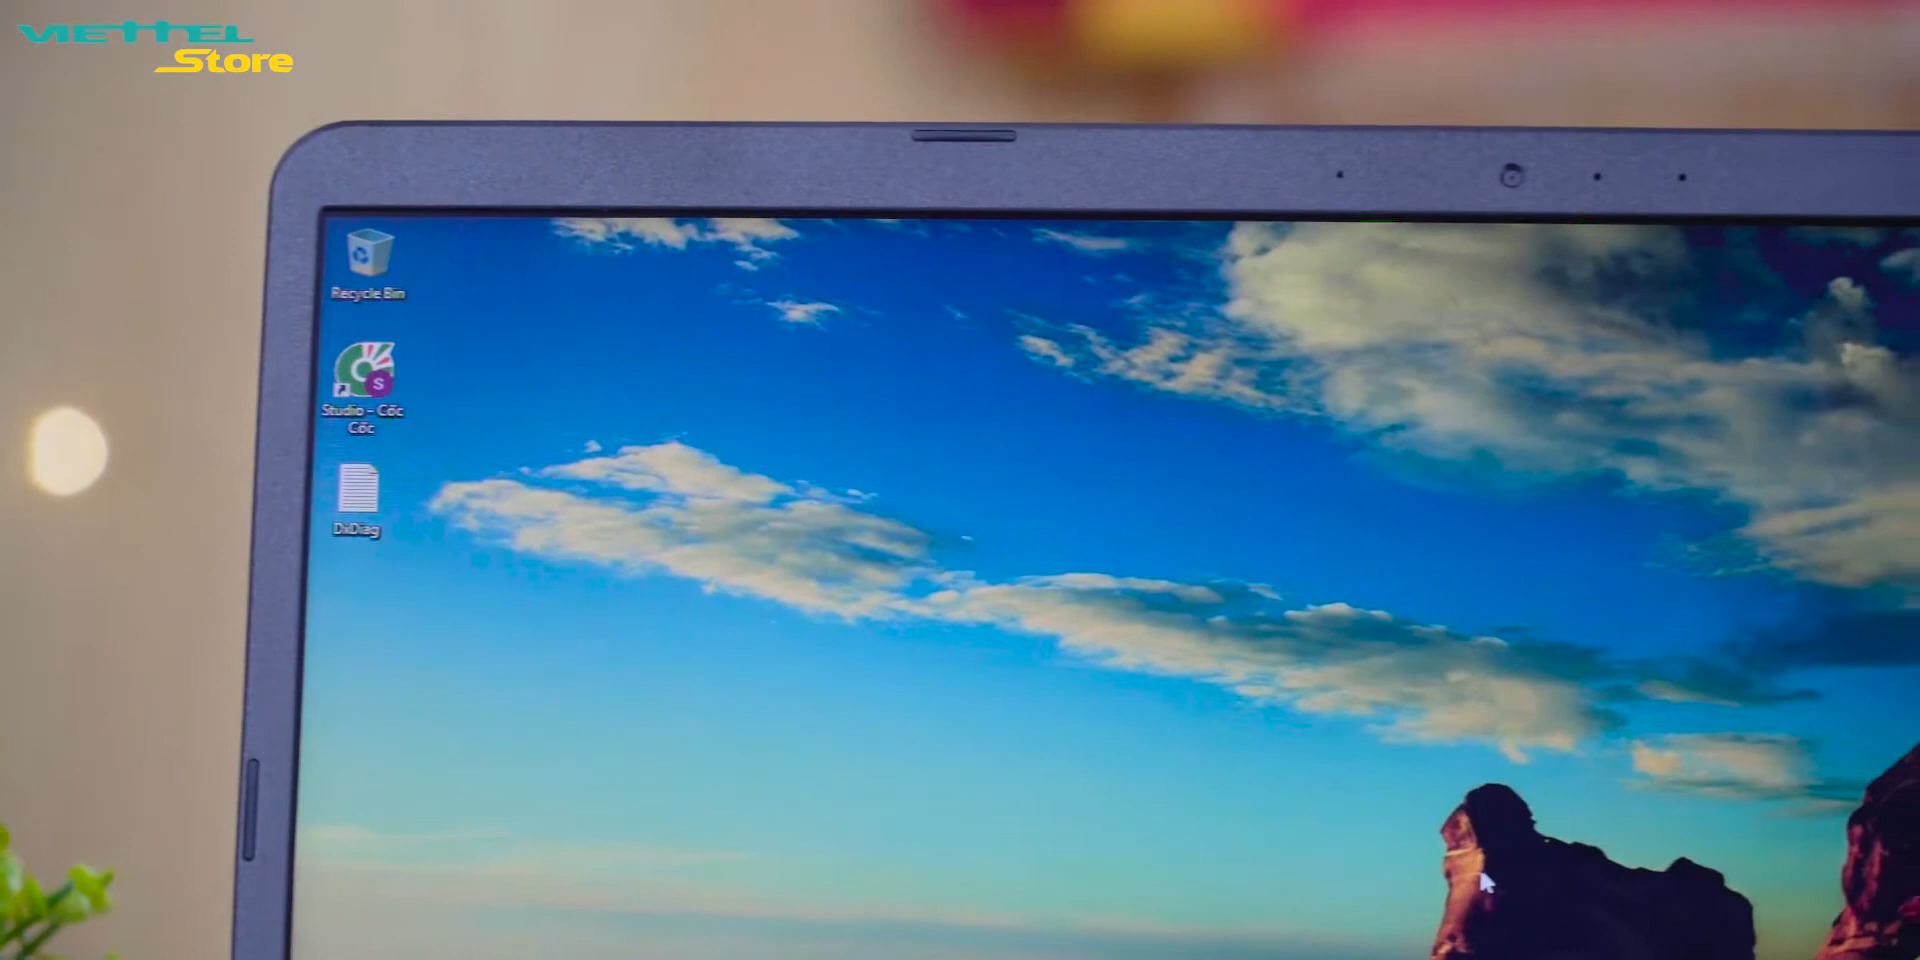 VIETTEL
Store
Recycle Bin
S
Studio - Cốc
Cốc
DxDiag